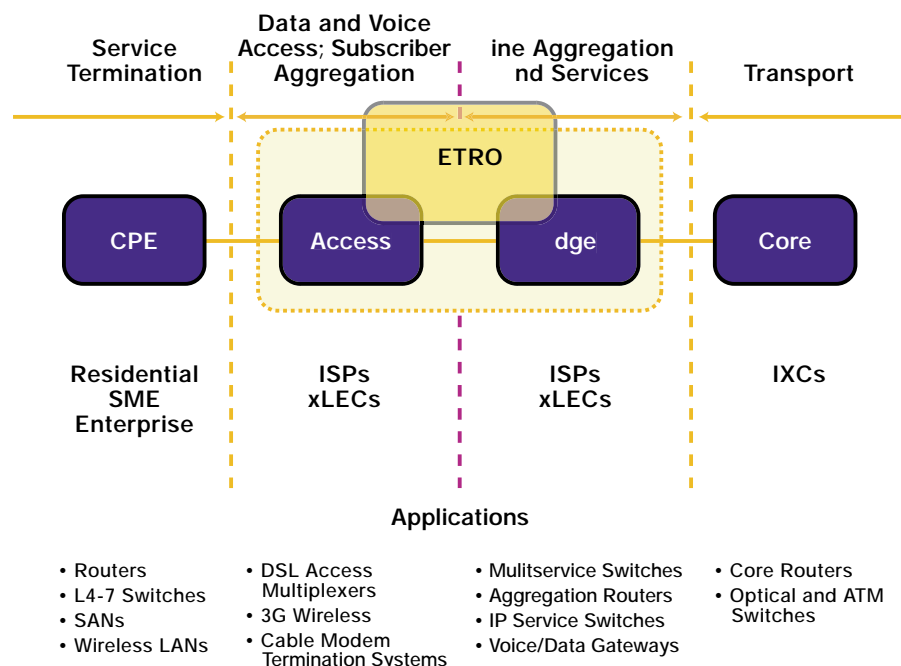 Service
Termination
Data and Voice
Access; Subscriber
Aggregation
ine Aggregation
nd Services
Transport
ETRO
CPE
Access
dge
Core
Residential
SME
Enterprise
ISPs
xLECs
ISPs
xLECs
IXCs
Applications
• Routers
• L4-7 Switches
• SANs
• Wireless LANs
• DSL Access
Multiplexers
• 3G Wireless
• Cable Modem
Termination Systems
• Mulitservice Switches
• Aggregation Routers
• IP Service Switches
• Voice/Data Gateways
• Core Routers
• Optical and ATM
Switches